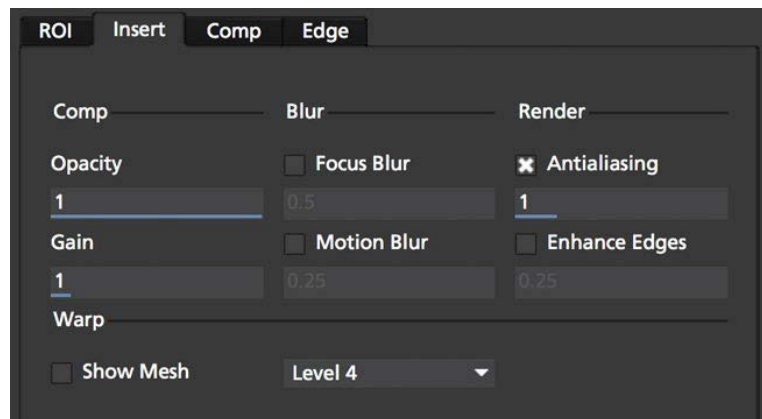 ROI Insert Comp Edge
Comp Blur Render
Opacity Focus Blur Antialiasing
1 0.5 1
Gain Motion Blur Enhance Edges
1 0.25 0.25
Warp
Show Mesh Level 4